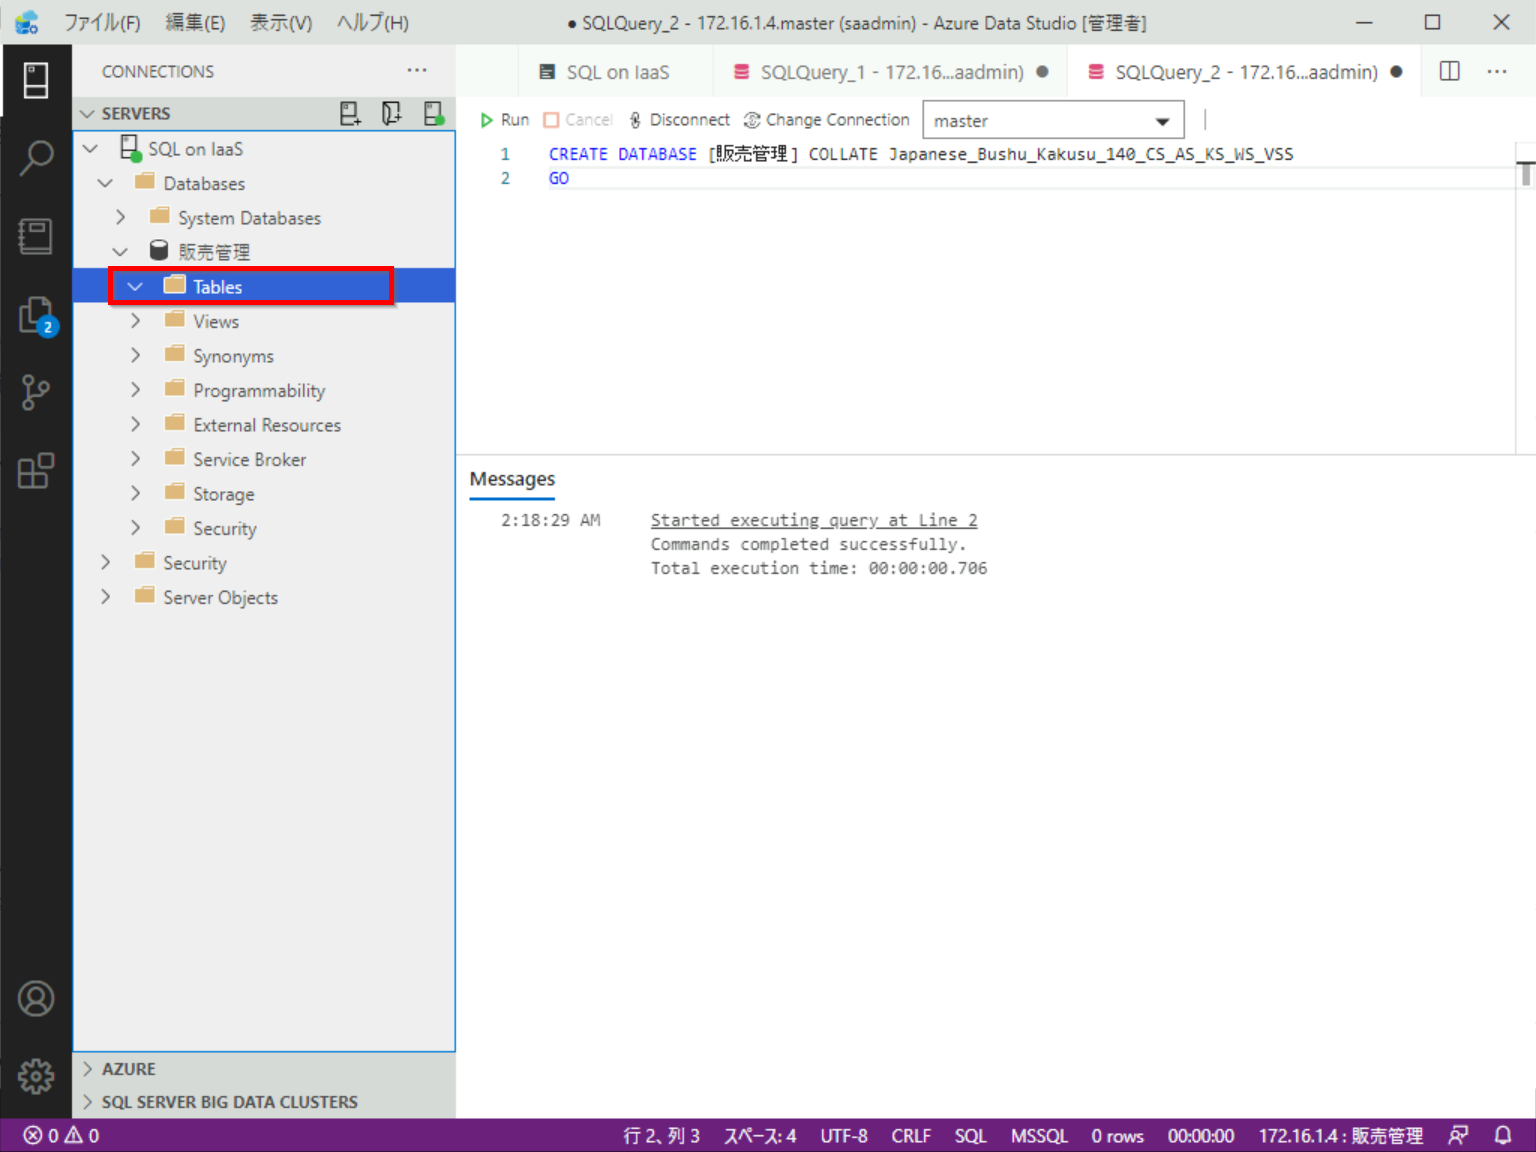 ファイル(F) 編集(E) 表示(V) ヘルプ(H) ● SQLQuery_2 - 172.16.1.4.master (saadmin) - Azure Data Studio [管理者]
CONNECTIONS
SQL on IaaS
SQLQuery_1 - 172.16...aadmin) ●
SQLQuery_2 - 172.16...aadmin) ●
SERVERS
Run Cancel Disconnect Change Connection master
SQL on IaaS
Databases
System Databases
販売管理
Tables
Views
Synonyms
Programmability
External Resources
Service Broker
Storage
Security
Security
Server Objects
1 CREATE DATABASE [販売管理] COLLATE Japanese_Bushu_Kakusu_140_CS_AS_KS_WS_VSS
2 GO
Messages
2:18:29 AM Started executing query at Line 2
Commands completed successfully.
Total execution time: 00:00:00.706
2
AZURE
SQL SERVER BIG DATA CLUSTERS
0 0 行 2、列 3 スペース: 4 UTF-8 CRLF SQL MSSQL 0 rows 00:00:00 172.16.1.4 : 販売管理